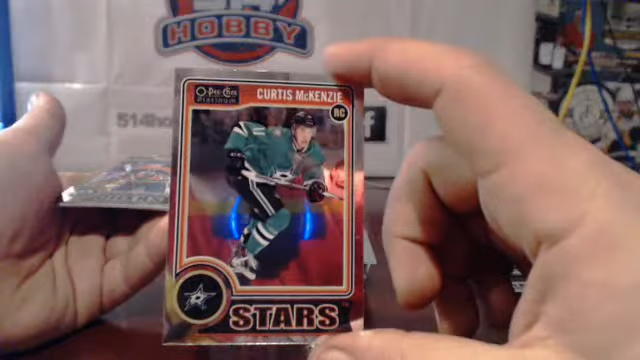 HOBBY
O-Pee-Chee
Platinum
CURTIS McKENZIE
RC
514ho
STARS